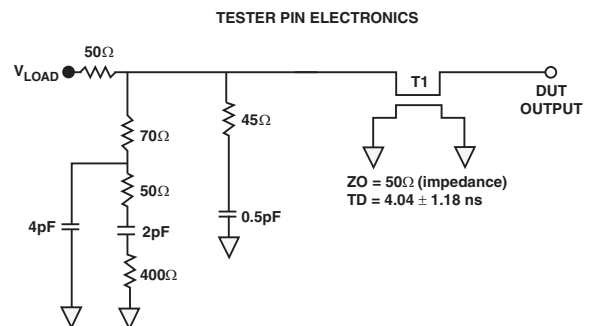 TESTER PIN ELECTRONICS
50Ω
VLOAD
T1
DUT
OUTPUT
70Ω
45Ω
50Ω
ZO = 50Ω (impedance)
TD = 4.04 ± 1.18 ns
4pF
2pF
0.5pF
400Ω